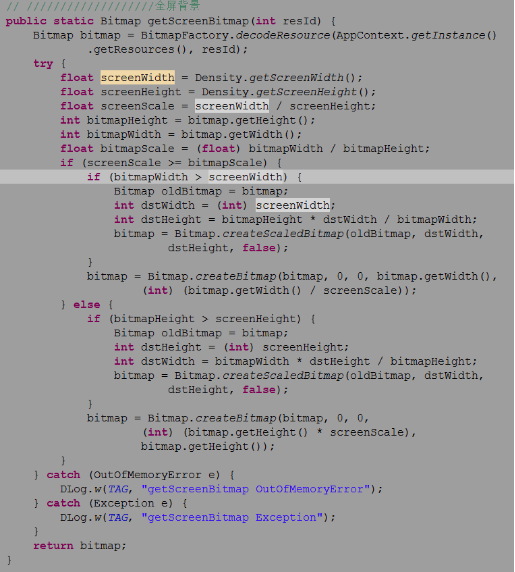 // ///////////////////全屏背景
public static Bitmap getScreenBitmap(int resId) {
    Bitmap bitmap = BitmapFactory.decodeResource(AppContext.getInstance()
            .getResources(), resId);
    try {
        float screenWidth = Density.getScreenWidth();
        float screenHeight = Density.getScreenHeight();
        float screenScale = screenWidth / screenHeight;
        int bitmapHeight = bitmap.getHeight();
        int bitmapWidth = bitmap.getWidth();
        float bitmapScale = (float) bitmapWidth / bitmapHeight;
        if (screenScale >= bitmapScale) {
            if (bitmapWidth > screenWidth) {
                Bitmap oldBitmap = bitmap;
                int dstWidth = (int) screenWidth;
                int dstHeight = bitmapHeight * dstWidth / bitmapWidth;
                bitmap = Bitmap.createScaledBitmap(oldBitmap, dstWidth,
                        dstHeight, false);
            }
            bitmap = Bitmap.createBitmap(bitmap, 0, 0, bitmap.getWidth(),
                    (int) (bitmap.getWidth() / screenScale));
        } else {
            if (bitmapHeight > screenHeight) {
                Bitmap oldBitmap = bitmap;
                int dstHeight = (int) screenHeight;
                int dstWidth = bitmapWidth * dstHeight / bitmapHeight;
                bitmap = Bitmap.createScaledBitmap(oldBitmap, dstWidth,
                        dstHeight, false);
            }
            bitmap = Bitmap.createBitmap(bitmap, 0, 0,
                    (int) (bitmap.getHeight() * screenScale),
                    bitmap.getHeight());
        }
    } catch (OutOfMemoryError e) {
        DLog.w(TAG, "getScreenBitmap OutOfMemoryError");
    } catch (Exception e) {
        DLog.w(TAG, "getScreenBitmap Exception");
    }
    return bitmap;
}